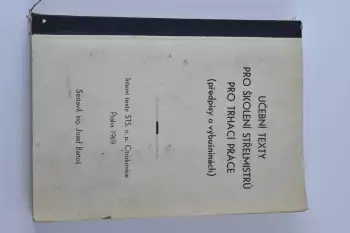 UČEBNÍ TEXTY
PRO ŠKOLENÍ STŘELMISTRŮ
PRO TRHACÍ PRÁCE
(předpisy o výbušninách)
Interní texty STS, n. p. Chrášťovice
Praha 1969
Sestavil: ing. Josef Bartoš